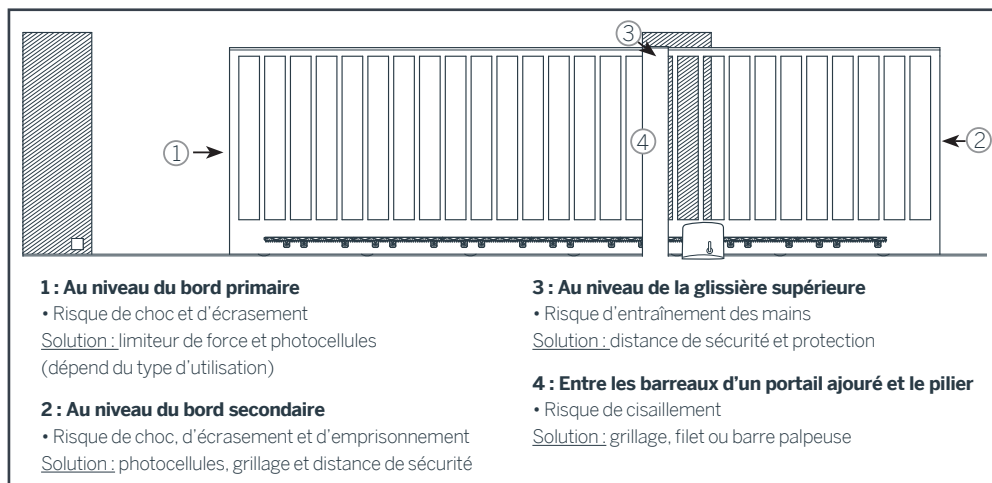 3
4
1
2
1 : Au niveau du bord primaire
• Risque de choc et d'écrasement
Solution : limiteur de force et photocellules
(dépend du type d'utilisation)
2 : Au niveau du bord secondaire
• Risque de choc, d'écrasement et d'emprisonnement
Solution : photocellules, grillage et distance de sécurité
3 : Au niveau de la glissière supérieure
• Risque d'entraînement des mains
Solution : distance de sécurité et protection
4 : Entre les barreaux d'un portail ajouré et le pilier
• Risque de cisaillement
Solution : grillage, filet ou barre palpeuse